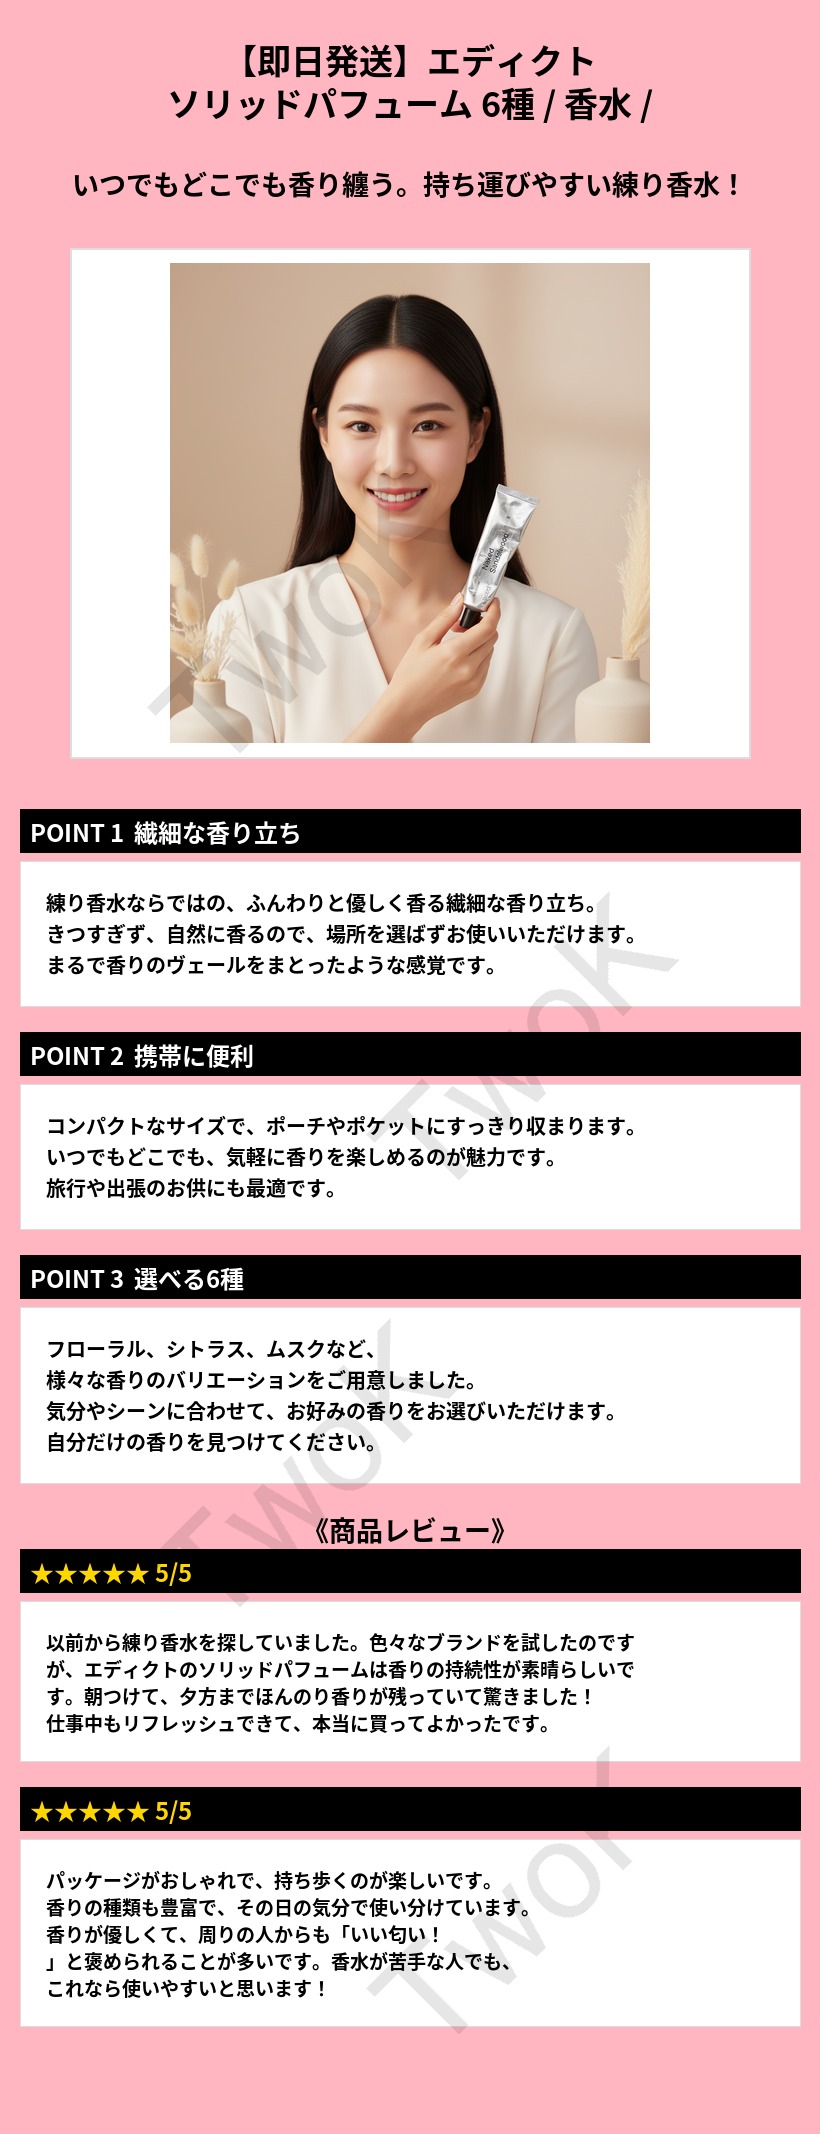 【即日発送】エディクト
ソリッドパフューム 6種 / 香水 /
いつでもどこでも香り纏う。持ち運びやすい練り香水！
Naked
Sandalwood
POINT 1 繊細な香り立ち
練り香水ならではの、ふんわりと優しく香る繊細な香り立ち。
きつすぎず、自然に香るので、場所を選ばずお使いいただけます。
まるで香りのヴェールをまとったような感覚です。
POINT 2 携帯に便利
コンパクトなサイズで、ポーチやポケットにすっきり収まります。
いつでもどこでも、気軽に香りを楽しめるのが魅力です。
旅行や出張のお供にも最適です。
POINT 3 選べる6種
フローラル、シトラス、ムスクなど、
様々な香りのバリエーションをご用意しました。
気分やシーンに合わせて、お好みの香りをお選びいただけます。
自分だけの香りを見つけてください。
《商品レビュー》
★★★★★ 5/5
以前から練り香水を探していました。色々なブランドを試したのです
が、エディクトのソリッドパフュームは香りの持続性が素晴らしいで
す。朝つけて、夕方までほんのり香りが残っていて驚きました！
仕事中もリフレッシュできて、本当に買ってよかったです。
★★★★★ 5/5
パッケージがおしゃれで、持ち歩くのが楽しいです。
香りの種類も豊富で、その日の気分で使い分けています。
香りが優しくて、周りの人からも「いい匂い！
」と褒められることが多いです。香水が苦手な人でも、
これなら使いやすいと思います！
TwoK
TwoK
TwoK
TwoK